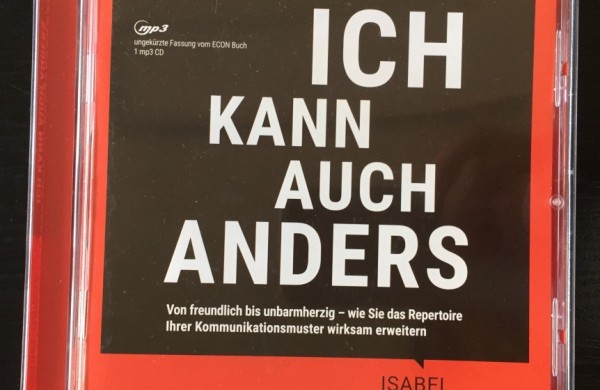 mp3
ungekürzte Fassung vom ECON Buch
1 mp3 CD
ICH
KANN
AUCH
ANDERS
Von freundlich bis unbarmherzig – wie Sie das Repertoire
Ihrer Kommunikationsmuster wirksam erweitern
ISABEL